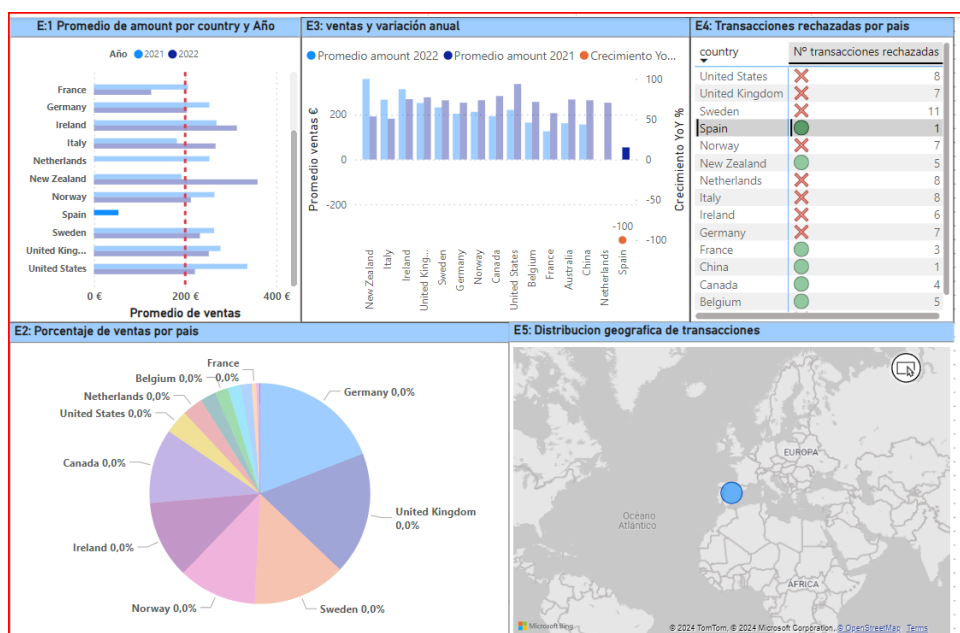 E:1 Promedio de amount por country y Año
Año 2021 2022
France
Germany
Ireland
Italy
Netherlands
New Zealand
Norway
Spain
Sweden
United King...
United States
0 € 200 € 400 €
Promedio de ventas
E3: ventas y variación anual
Promedio amount 2022 Promedio amount 2021 Crecimiento Yo...
Promedio ventas €
200
0
-200
100
50
0
-50
-100
-100
Crecimiento YoY %
New Zealand
Italy
Ireland
United King...
Sweden
Germany
Norway
Canada
United States
Belgium
France
Australia
China
Netherlands
Spain
E4: Transacciones rechazadas por pais
country Nº transacciones rechazadas
United States 8
United Kingdom 7
Sweden 11
Spain 1
Norway 7
New Zealand 5
Netherlands 8
Italy 8
Ireland 6
Germany 7
France 3
China 1
Canada 4
Belgium 5
E2: Porcentaje de ventas por pais
France
0,0%
Belgium 0,0%
Netherlands 0,0%
United States 0,0%
Canada 0,0%
Ireland 0,0%
Norway 0,0%
Sweden 0,0%
United Kingdom
0,0%
Germany 0,0%
E5: Distribucion geografica de transacciones
EUROPA
Océano
Atlántico
ÁFRICA
Microsoft Bing
© 2024 TomTom, © 2024 Microsoft Corporation, © OpenStreetMap Terms